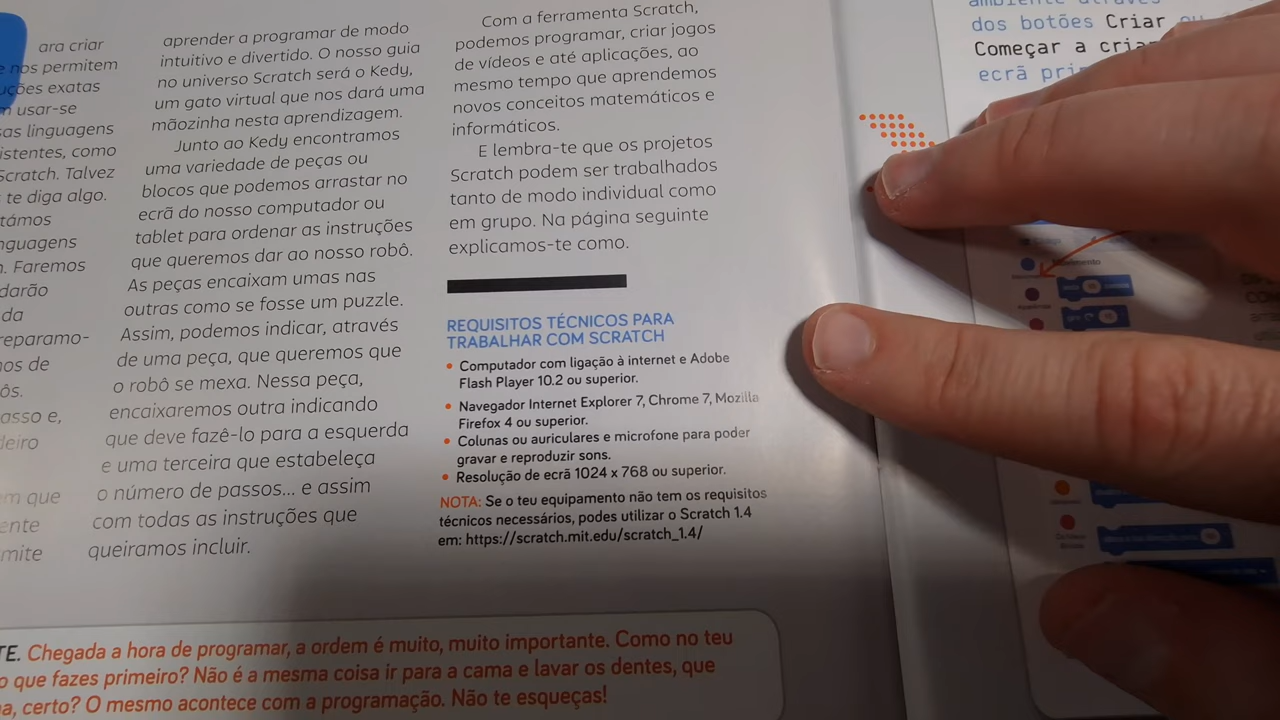 ara criar
e nos permitem
uções exatas
m usar-se
sas linguagens
istentes, como
Scratch. Talvez
te diga algo.
támos
nguagens
n. Faremos
darão
da
reparamo-
nos de
ôs.
asso e,
deiro
em que
ente
mite
aprender a programar de modo
intuitivo e divertido. O nosso guia
no universo Scratch será o Kedy,
um gato virtual que nos dará uma
mãozinha nesta aprendizagem.
Junto ao Kedy encontramos
uma variedade de peças ou
blocos que podemos arrastar no
ecrã do nosso computador ou
tablet para ordenar as instruções
que queremos dar ao nosso robô.
As peças encaixam umas nas
outras como se fosse um puzzle.
Assim, podemos indicar, através
de uma peça, que queremos que
o robô se mexa. Nessa peça,
encaixaremos outra indicando
que deve fazê-lo para a esquerda
e uma terceira que estabeleça
o número de passos... e assim
com todas as instruções que
queiramos incluir.
Com a ferramenta Scratch,
podemos programar, criar jogos
de vídeos e até aplicações, ao
mesmo tempo que aprendemos
novos conceitos matemáticos e
informáticos.
E lembra-te que os projetos
Scratch podem ser trabalhados
tanto de modo individual como
em grupo. Na página seguinte
explicamos-te como.
REQUISITOS TÉCNICOS PARA
TRABALHAR COM SCRATCH
• Computador com ligação à internet e Adobe
Flash Player 10.2 ou superior.
• Navegador Internet Explorer 7, Chrome 7, Mozilla
Firefox 4 ou superior.
• Colunas ou auriculares e microfone para poder
gravar e reproduzir sons.
• Resolução de ecrã 1024 x 768 ou superior.
NOTA: Se o teu equipamento não tem os requisitos
técnicos necessários, podes utilizar o Scratch 1.4
em: https://scratch.mit.edu/scratch_1.4/
TE. Chegada a hora de programar, a ordem é muito, muito importante. Como no teu
o que fazes primeiro? Não é a mesma coisa ir para a cama e lavar os dentes, que
na, certo? O mesmo acontece com a programação. Não te esqueças!
ambiente através
dos botões Criar ou
Começar a criar
ecrã prin